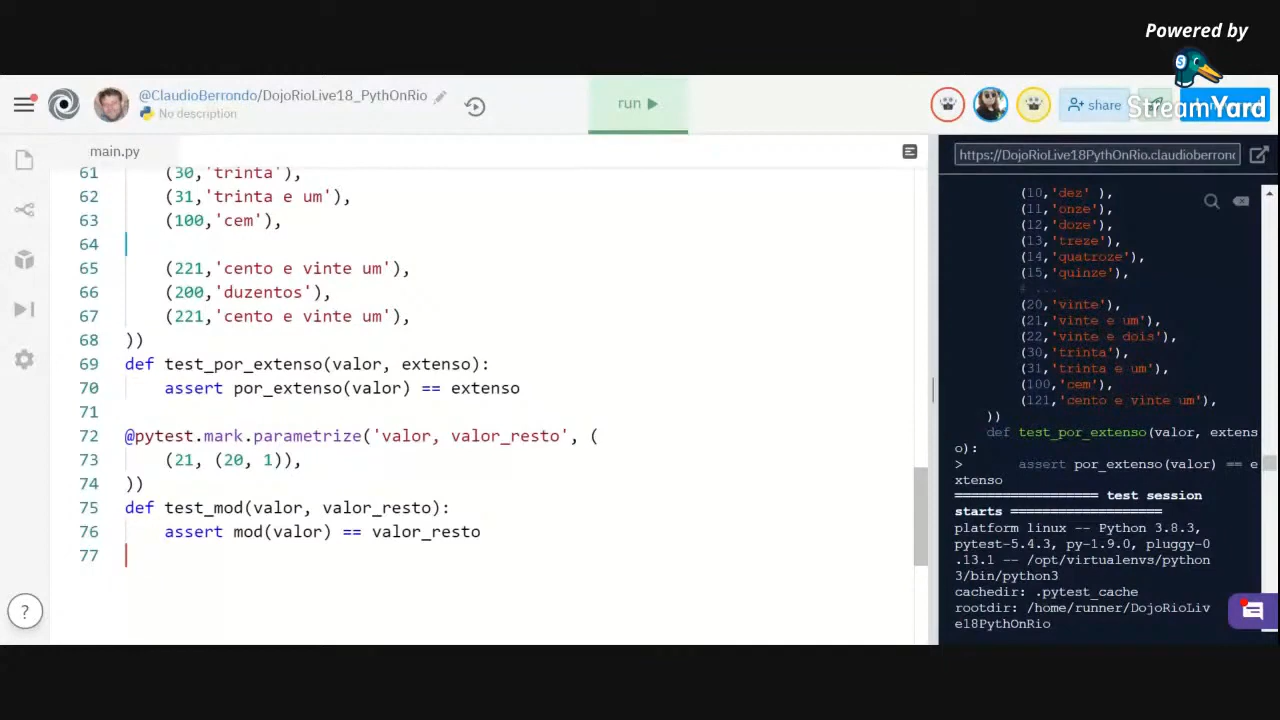 Powered by
StreamYard
@ClaudioBerrondo/DojoRioLive18_PythOnRio
No description
run
share
main.py
61 (30,'trinta'),
62 (31,'trinta e um'),
63 (100,'cem'),
64
65 (221,'cento e vinte um'),
66 (200,'duzentos'),
67 (221,'cento e vinte um'),
68 ))
69 def test_por_extenso(valor, extenso):
70 assert por_extenso(valor) == extenso
71
72 @pytest.mark.parametrize('valor, valor_resto', (
73 (21, (20, 1)),
74 ))
75 def test_mod(valor, valor_resto):
76 assert mod(valor) == valor_resto
77
?
https://DojoRioLive18PythOnRio.claudioberrond
(10,'dez' ),
(11,'onze'),
(12,'doze'),
(13,'treze'),
(14,'quatroze'),
(15,'quinze'),
# ...
(20,'vinte'),
(21,'vinte e um'),
(22,'vinte e dois'),
(30,'trinta'),
(31,'trinta e um'),
(100,'cem'),
(121,'cento e vinte um'),
))
def test_por_extenso(valor, extens
o):
> assert por_extenso(valor) == e
xtenso
================== test session
starts ===================
platform linux -- Python 3.8.3,
pytest-5.4.3, py-1.9.0, pluggy-0
.13.1 -- /opt/virtualenvs/python
3/bin/python3
cachedir: .pytest_cache
rootdir: /home/runner/DojoRioLiv
e18PythOnRio